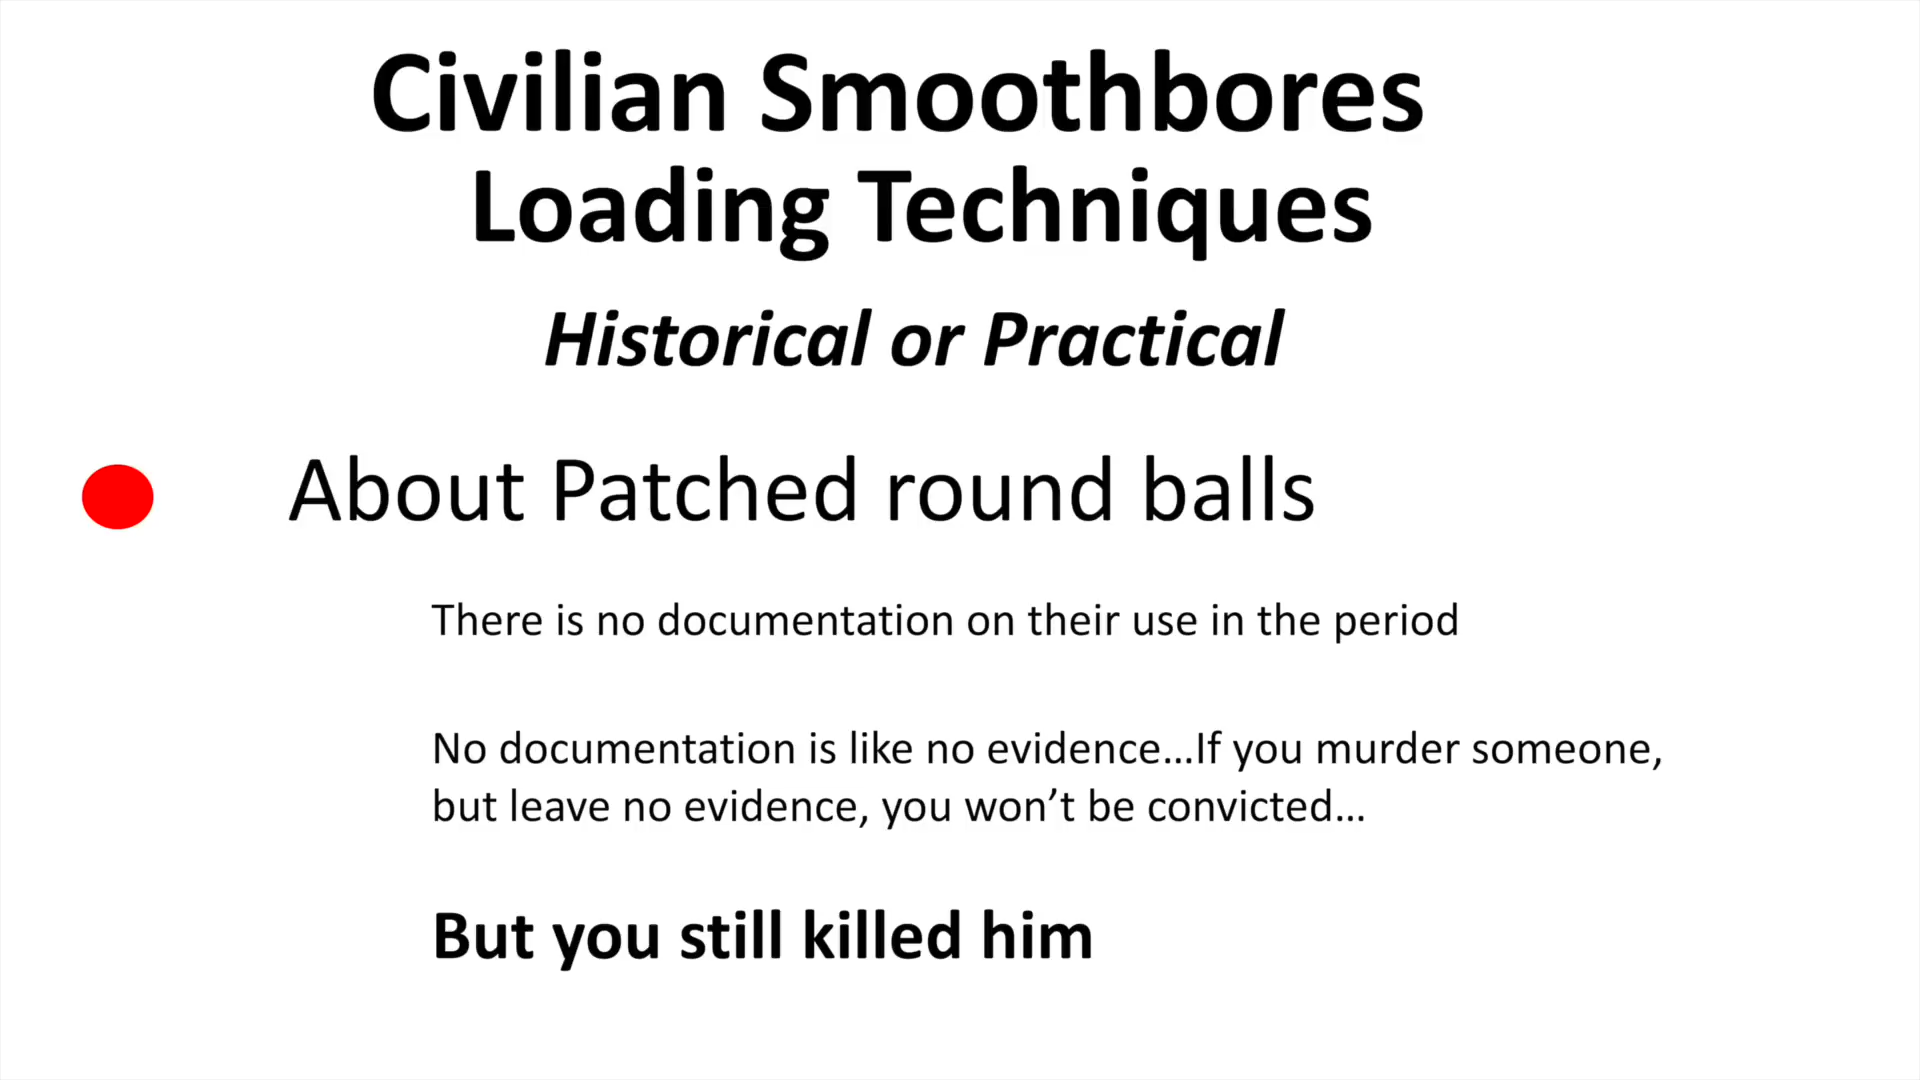 Civilian Smoothbores
Loading Techniques
Historical or Practical
About Patched round balls
There is no documentation on their use in the period
No documentation is like no evidence…If you murder someone,
but leave no evidence, you won’t be convicted…
But you still killed him